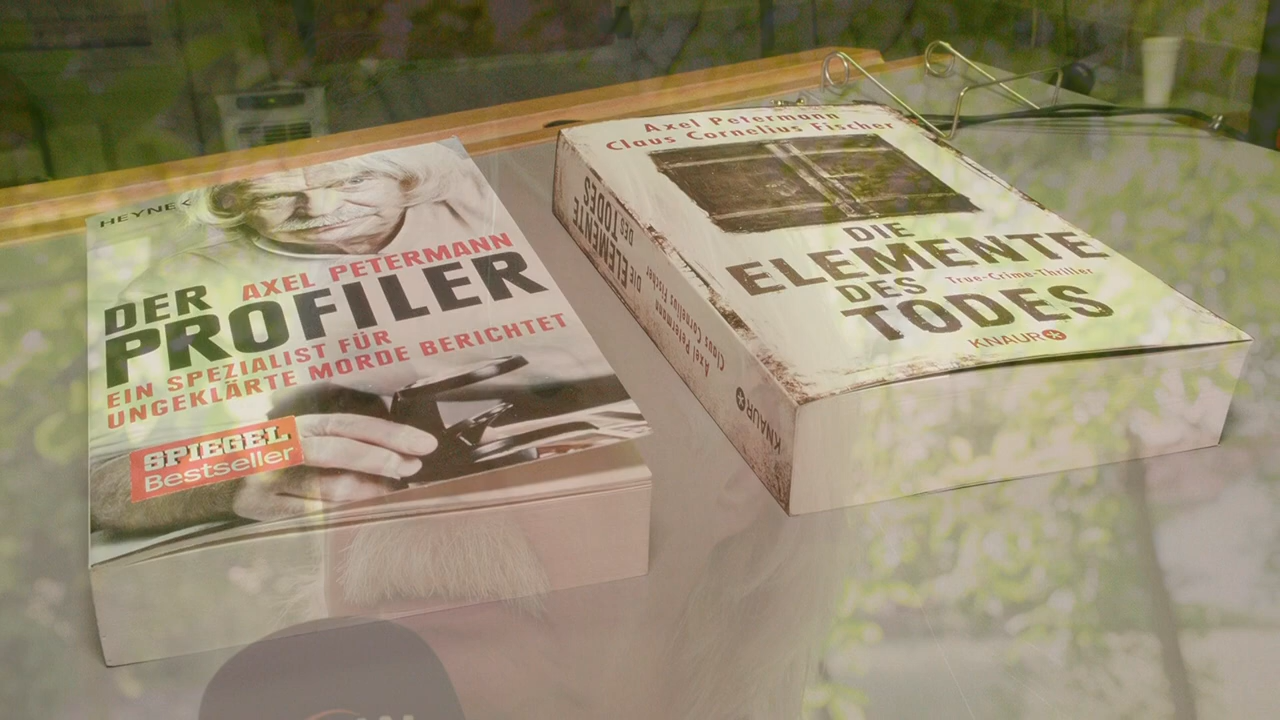 HEYNE<
AXEL PETERMANN
DER
PROFILER
EIN SPEZIALIST FÜR
UNGEKLÄRTE MORDE BERICHTET
SPIEGEL
Bestseller
Axel Petermann
Claus Cornelius Fischer
DIE
ELEMENTE
DES
True-Crime-Thriller
TODES
KNAUR
Axel Petermann
Claus Cornelius Fischer
DIE ELEMENTE
DES TODES
KNAUR